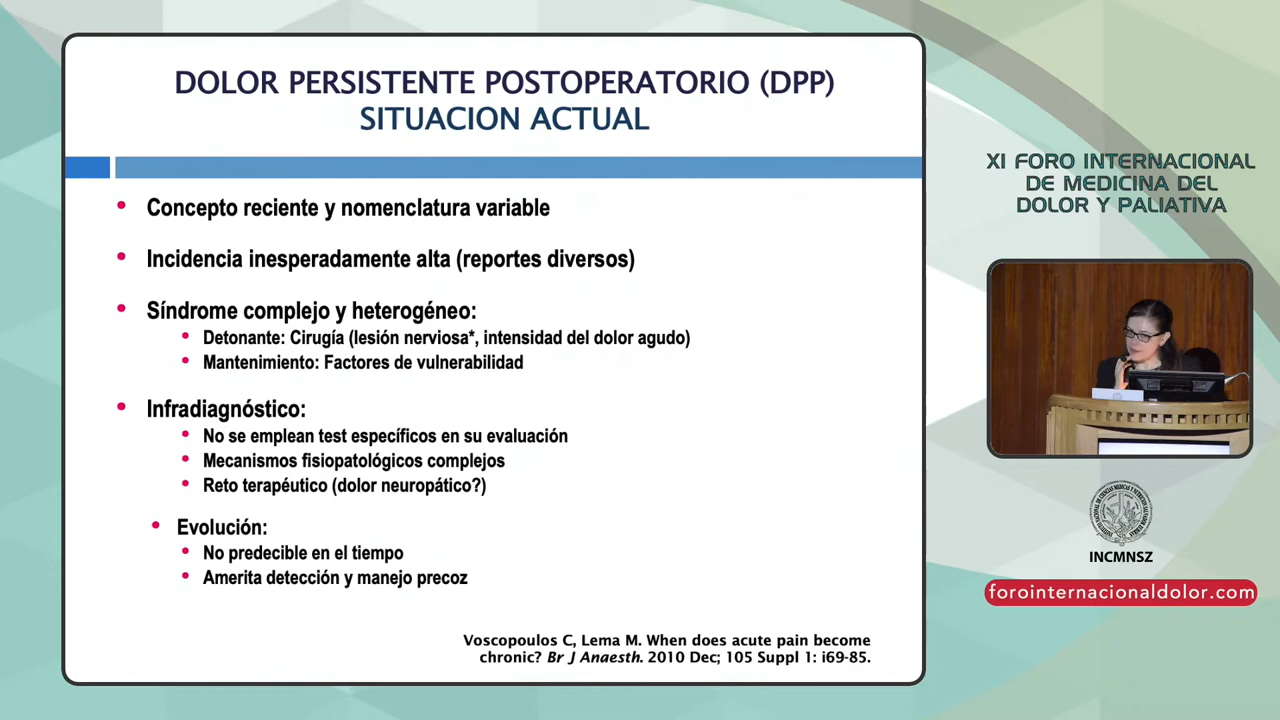 DOLOR PERSISTENTE POSTOPERATORIO (DPP)
SITUACION ACTUAL
• Concepto reciente y nomenclatura variable
• Incidencia inesperadamente alta (reportes diversos)
• Síndrome complejo y heterogéneo:
• Detonante: Cirugía (lesión nerviosa*, intensidad del dolor agudo)
• Mantenimiento: Factores de vulnerabilidad
• Infradiagnóstico:
• No se emplean test específicos en su evaluación
• Mecanismos fisiopatológicos complejos
• Reto terapéutico (dolor neuropático?)
• Evolución:
• No predecible en el tiempo
• Amerita detección y manejo precoz
Voscopoulos C, Lema M. When does acute pain become
chronic? Br J Anaesth. 2010 Dec; 105 Suppl 1: i69-85.
XI FORO INTERNACIONAL
DE MEDICINA DEL
DOLOR Y PALIATIVA
INCMNSZ
forointernacionaldolor.com